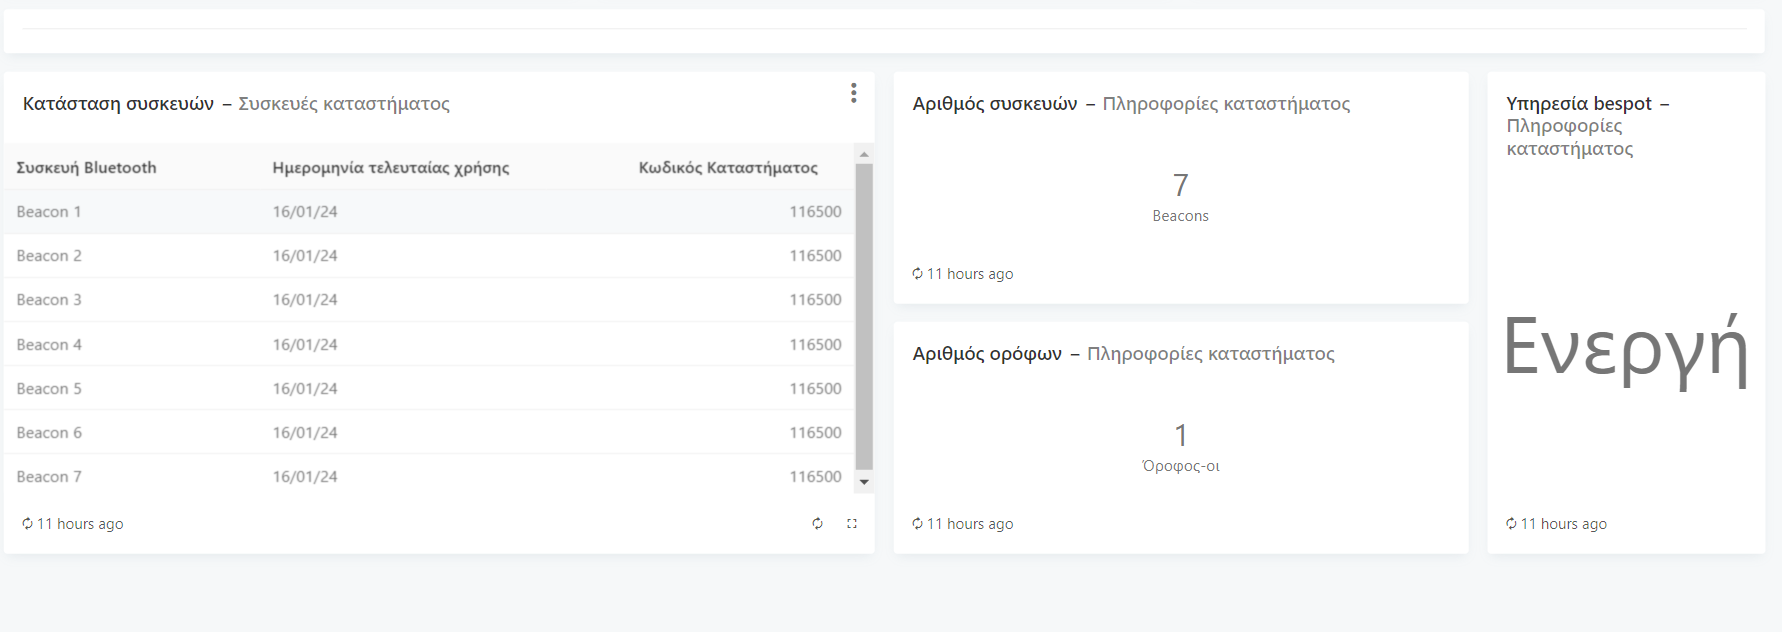 Κατάσταση συσκευών – Συσκευές καταστήματος
Συσκευή Bluetooth Ημερομηνία τελευταίας χρήσης Κωδικός Καταστήματος
Beacon 1 16/01/24 116500
Beacon 2 16/01/24 116500
Beacon 3 16/01/24 116500
Beacon 4 16/01/24 116500
Beacon 5 16/01/24 116500
Beacon 6 16/01/24 116500
Beacon 7 16/01/24 116500
11 hours ago
Αριθμός συσκευών – Πληροφορίες καταστήματος
7
Beacons
11 hours ago
Αριθμός ορόφων – Πληροφορίες καταστήματος
1
Όροφος-οι
11 hours ago
Υπηρεσία bespot –
Πληροφορίες
καταστήματος
Ενεργή
11 hours ago